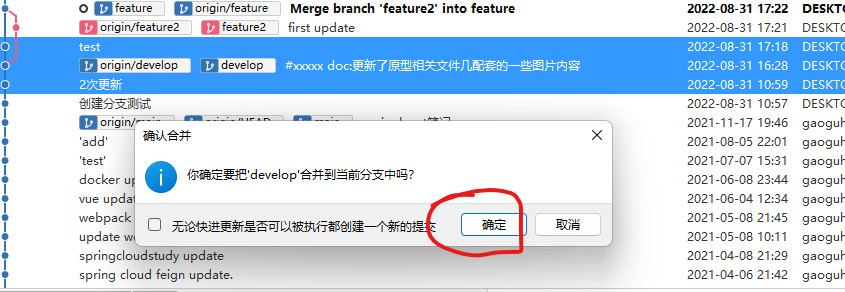 feature origin/feature Merge branch 'feature2' into feature 2022-08-31 17:22 DESKTO
origin/feature2 feature2 first update 2022-08-31 17:21 DESKTO
test 2022-08-31 17:18 DESKTO
origin/develop develop #xxxxx doc:更新了原型相关文件几配套的一些图片内容 2022-08-31 16:28 DESKTO
2次更新 2022-08-31 10:59 DESKTO
创建分支测试 2022-08-31 10:57 DESKTO
2021-11-17 19:46 gaoguh
'add' 2021-08-05 22:01 gaoguh
确认合并
'test' 2021-07-07 15:31 gaoguh
你确定要把'develop'合并到当前分支中吗?
docker up 2021-06-08 23:44 gaoguh
vue updat 2021-06-04 12:34 gaoguh
webpack 2021-05-08 21:45 gaoguh
无论快进更新是否可以被执行都创建一个新的提交 确定 取消
update we 2021-05-08 10:11 gaoguh
springcloudstudy update 2021-04-08 21:29 gaoguh
spring cloud feign update. 2021-04-06 21:42 gaoguh